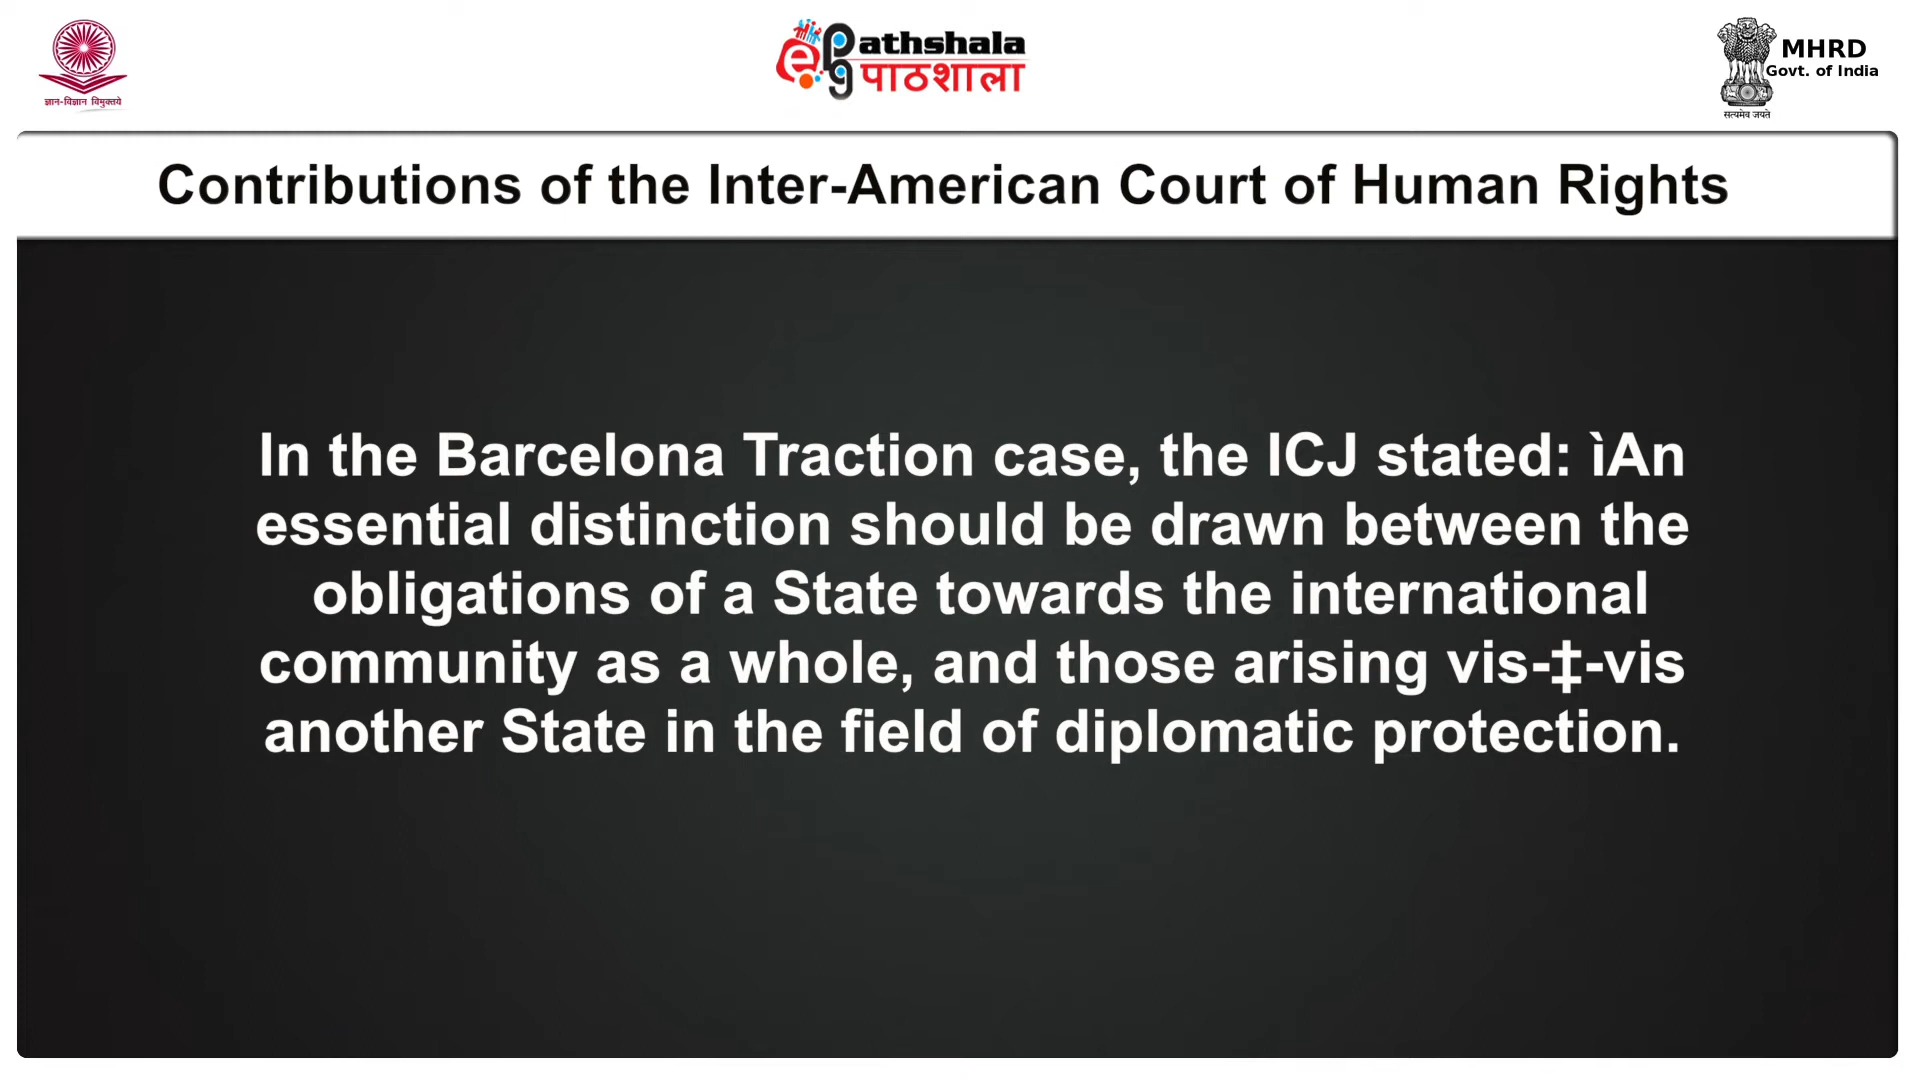 ज्ञान-विज्ञान विमुक्तये
e PG athshala
पाठशाला
MHRD
Govt. of India
सत्यमेव जयते
Contributions of the Inter-American Court of Human Rights
In the Barcelona Traction case, the ICJ stated: ìAn
essential distinction should be drawn between the
obligations of a State towards the international
community as a whole, and those arising vis-‡-vis
another State in the field of diplomatic protection.